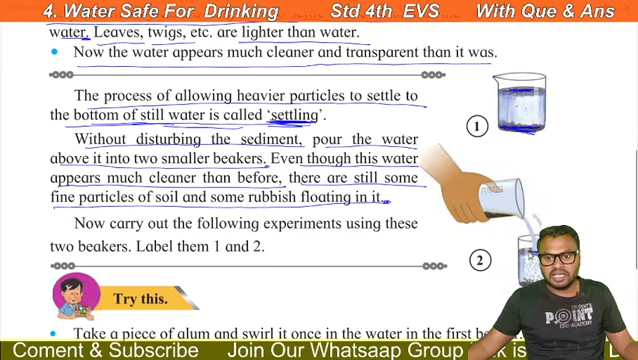 4. Water Safe For Drinking Std 4th EVS With Que & Ans
water. Leaves, twigs, etc. are lighter than water.
• Now the water appears much cleaner and transparent than it was.
The process of allowing heavier particles to settle to
the bottom of still water is called 'settling'.
Without disturbing the sediment, pour the water
above it into two smaller beakers. Even though this water
appears much cleaner than before, there are still some
fine particles of soil and some rubbish floating in it.
1
Now carry out the following experiments using these
two beakers. Label them 1 and 2.
2
Try this.
• Take a piece of alum and swirl it once in the water in the first
POINT
Coment & Subscribe Join Our Whatsaap Group is